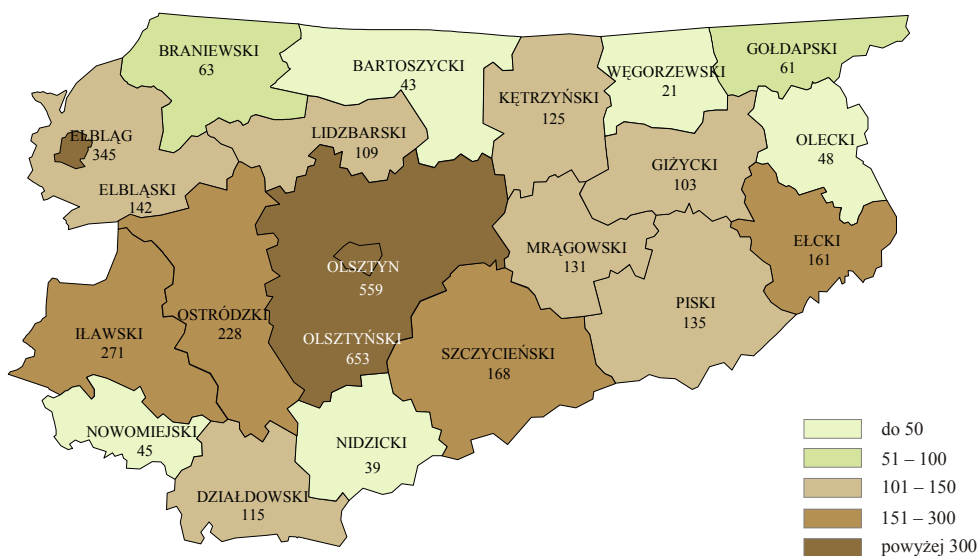 BRANIEWSKI
63
BARTOSZYCKI
43
KĘTRZYŃSKI
125
WĘGORZEWSKI
21
GOŁDAPSKI
61
ELBLĄG
345
LIDZBARSKI
109
OLECKI
48
GIŻYCKI
103
ELBLĄSKI
142
MRĄGOWSKI
131
EŁCKI
161
OLSZTYN
559
PISKI
135
OSTRÓDZKI
228
IŁAWSKI
271
OLSZTYŃSKI
653
SZCZYCIEŃSKI
168
NOWOMIEJSKI
45
NIDZICKI
39
DZIAŁDOWSKI
115
do 50
51 – 100
101 – 150
151 – 300
powyżej 300